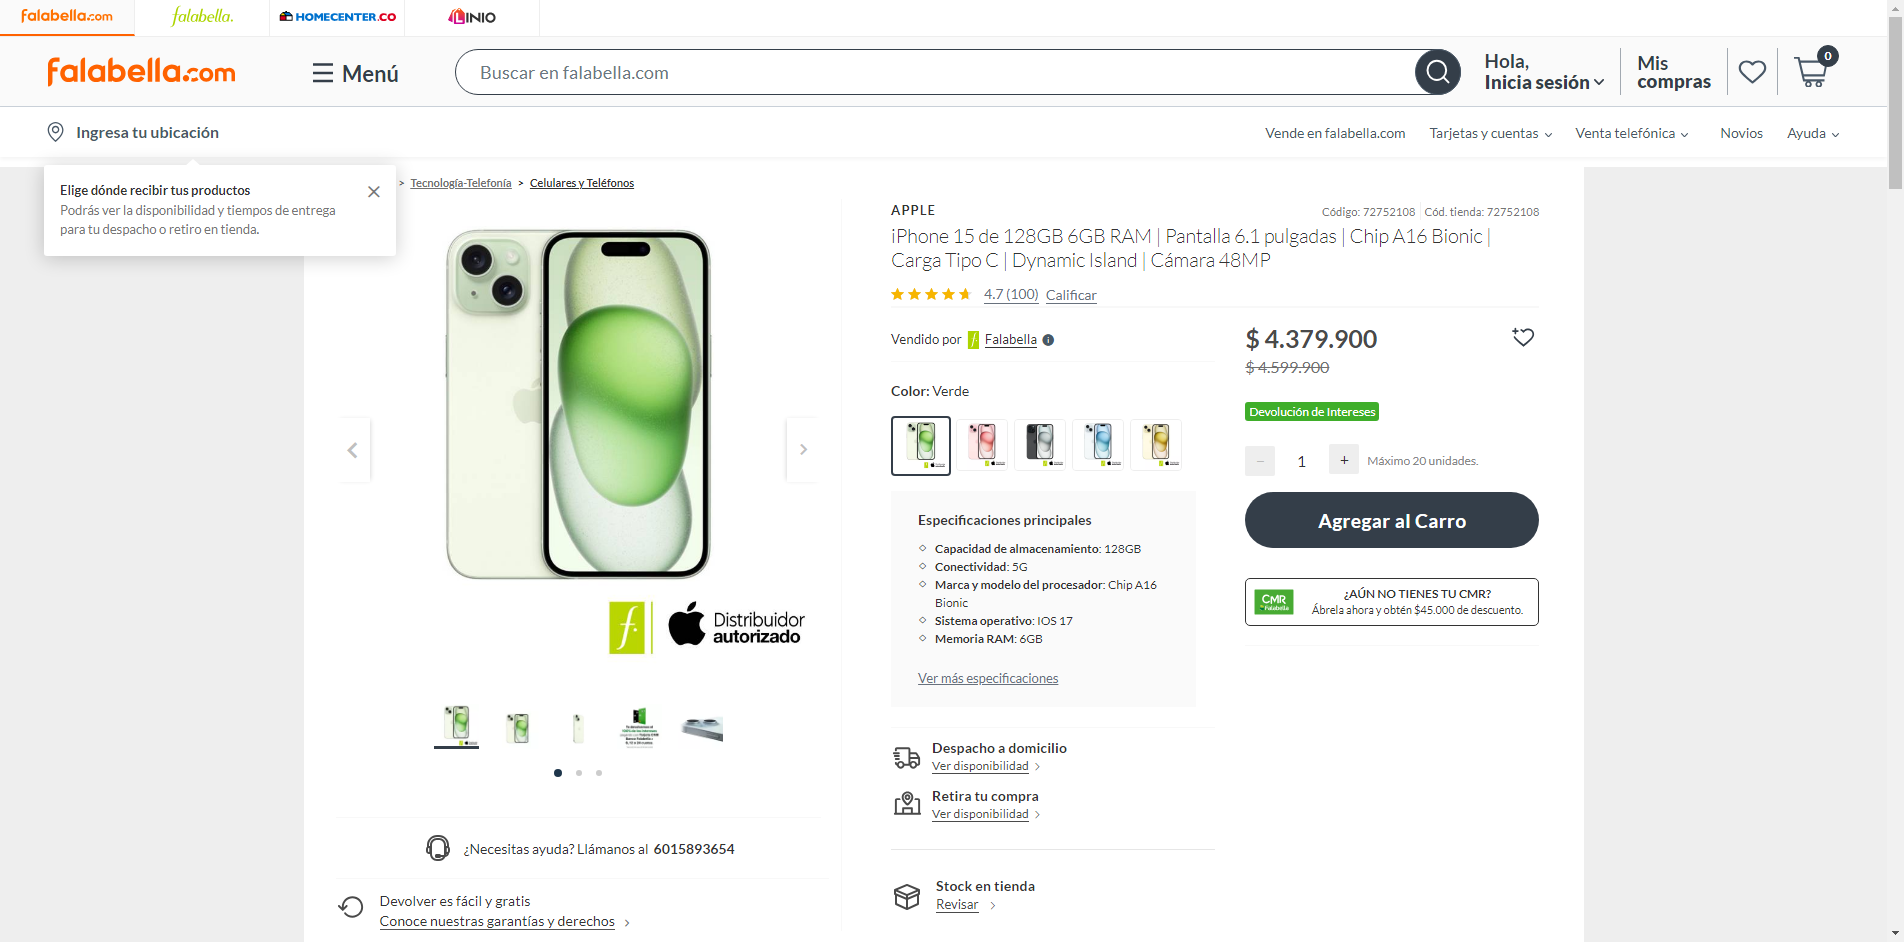 falabella.com
falabella.
HOMECENTER.CO
LINIO
falabella.com
Menú
Buscar en falabella.com
Hola,
Inicia sesión
Mis
compras
0
Ingresa tu ubicación
Vende en falabella.com
Tarjetas y cuentas
Venta telefónica
Novios
Ayuda
Elige dónde recibir tus productos
Podrás ver la disponibilidad y tiempos de entrega
para tu despacho o retiro en tienda.
> Tecnología-Telefonía > Celulares y Teléfonos
APPLE
Código: 72752108 Cód. tienda: 72752108
iPhone 15 de 128GB 6GB RAM | Pantalla 6.1 pulgadas | Chip A16 Bionic |
Carga Tipo C | Dynamic Island | Cámara 48MP
4.7 (100) Calificar
Vendido por f. Falabella
$ 4.379.900
$ 4.599.900
Color: Verde
Devolución de Intereses
− 1 + Máximo 20 unidades.
Agregar al Carro
Especificaciones principales
Capacidad de almacenamiento: 128GB
Conectividad: 5G
Marca y modelo del procesador: Chip A16
Bionic
Sistema operativo: IOS 17
Memoria RAM: 6GB
Ver más especificaciones
CMR
Falabella
¿AÚN NO TIENES TU CMR?
Ábrela ahora y obtén $45.000 de descuento.
f.
Distribuidor
autorizado
Despacho a domicilio
Ver disponibilidad
Retira tu compra
Ver disponibilidad
¿Necesitas ayuda? Llámanos al 6015893654
Stock en tienda
Revisar
Devolver es fácil y gratis
Conoce nuestras garantías y derechos